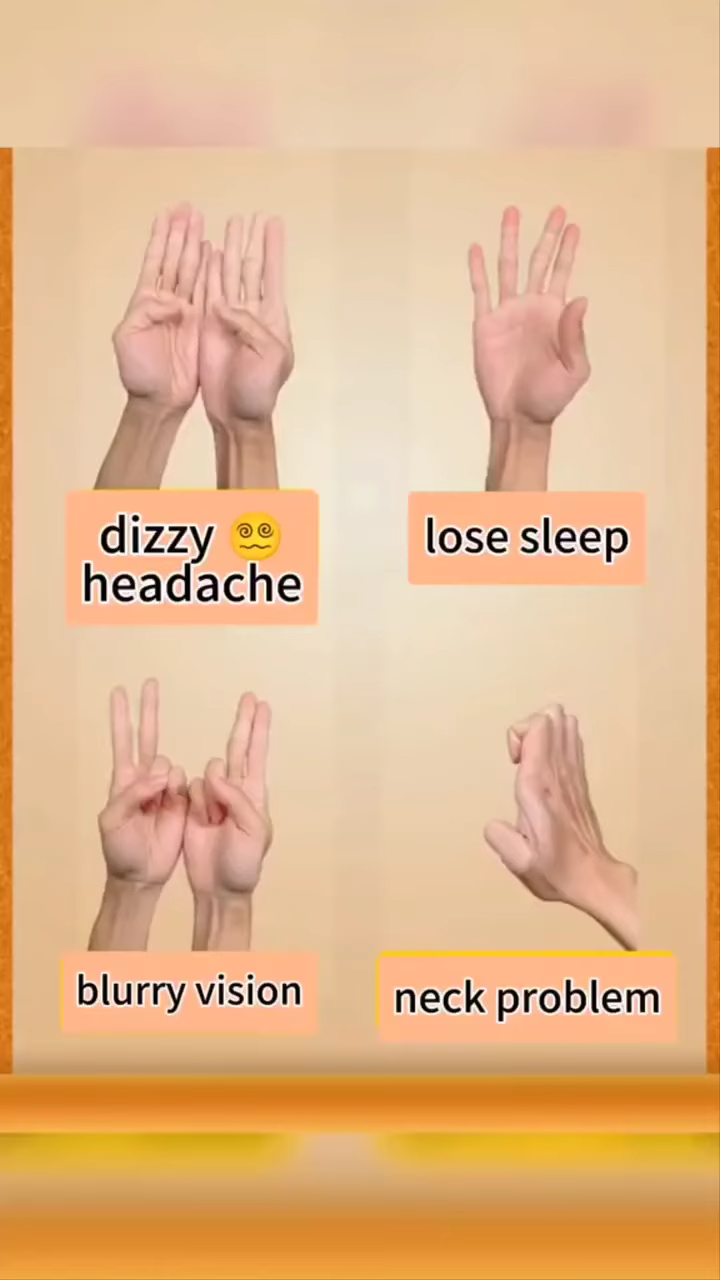 dizzy 😵‍💫
headache
lose sleep
blurry vision
neck problem